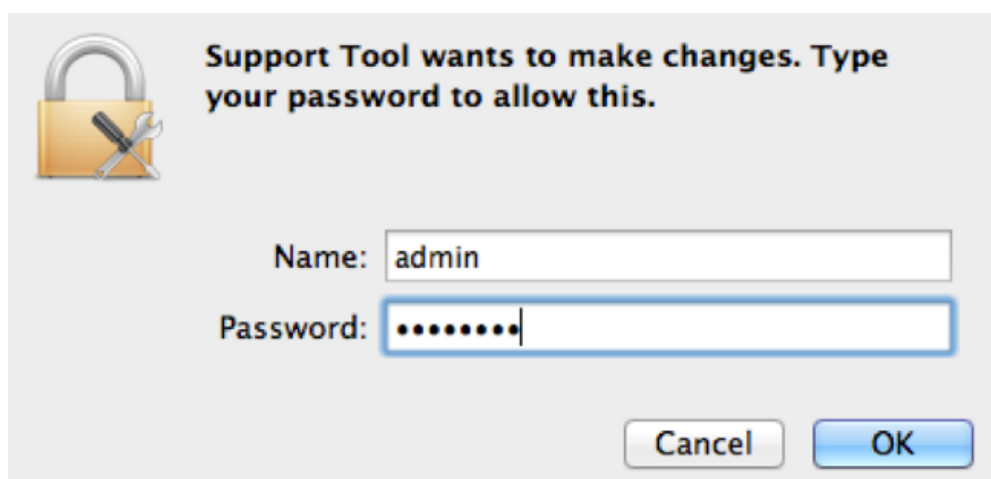 Support Tool wants to make changes. Type
your password to allow this.
Name: admin
Password: ••••••••
Cancel OK